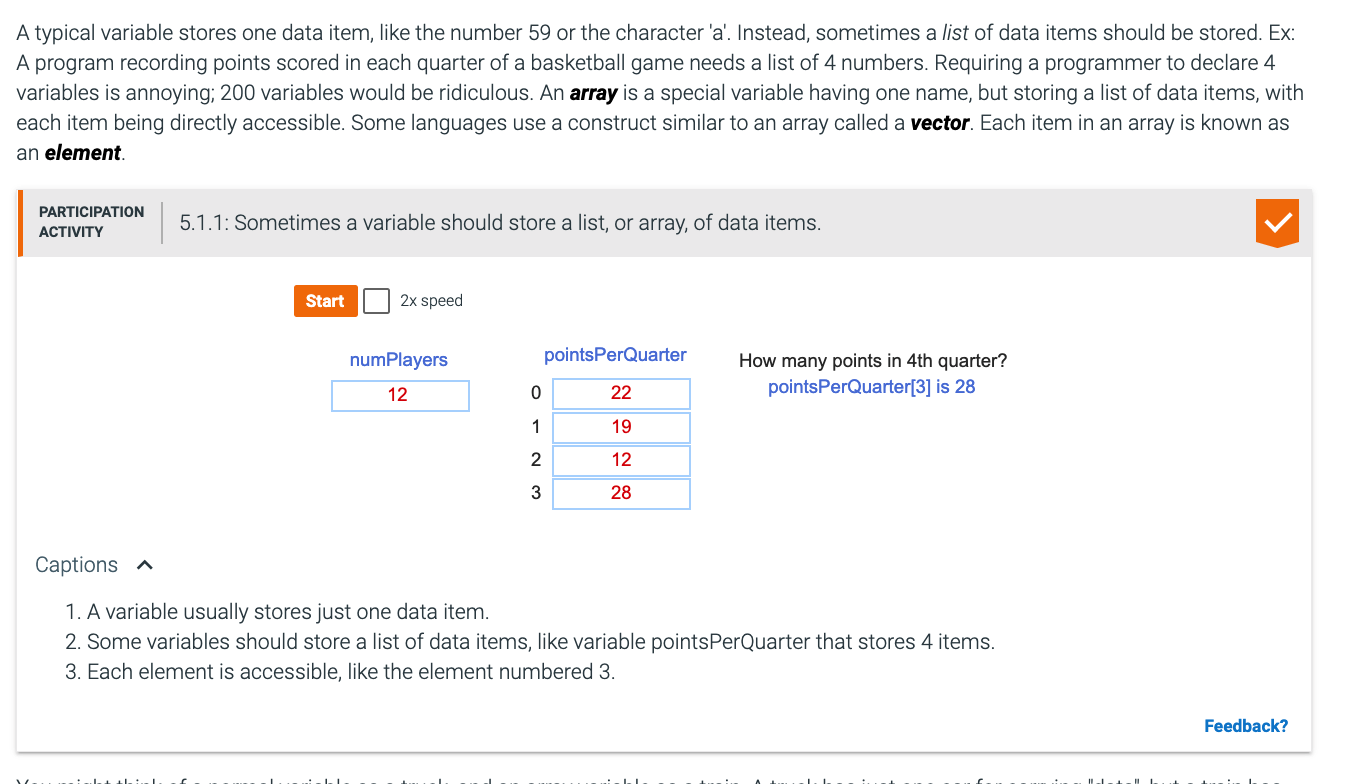 A typical variable stores one data item, like the number 59 or the character 'a'. Instead, sometimes a list of data items should be stored. Ex:
A program recording points scored in each quarter of a basketball game needs a list of 4 numbers. Requiring a programmer to declare 4
variables is annoying; 200 variables would be ridiculous. An array is a special variable having one name, but storing a list of data items, with
each item being directly accessible. Some languages use a construct similar to an array called a vector. Each item in an array is known as
an element.
PARTICIPATION
ACTIVITY
5.1.1: Sometimes a variable should store a list, or array, of data items.
Start 2x speed
numPlayers
12
pointsPerQuarter
0 22
1 19
2 12
3 28
How many points in 4th quarter?
pointsPerQuarter[3] is 28
Captions
1. A variable usually stores just one data item.
2. Some variables should store a list of data items, like variable pointsPerQuarter that stores 4 items.
3. Each element is accessible, like the element numbered 3.
Feedback?